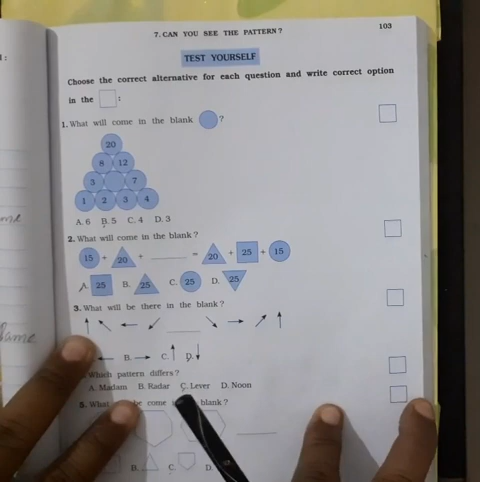 7. CAN YOU SEE THE PATTERN?
103
TEST YOURSELF
Choose the correct alternative for each question and write correct option
in the :
1. What will come in the blank ?
20
8 12
3 7
1 2 3 4
A. 6 B. 5 C. 4 D. 3
2. What will come in the blank?
15 + 20 + = 20 + 25 + 15
A. 25 B. 25 C. 25 D. 25
3. What will be there in the blank?
B. C. D.
Which pattern differs?
A. Madam B. Radar C. Lever D. Noon
5. What be come blank?
B. C. D.